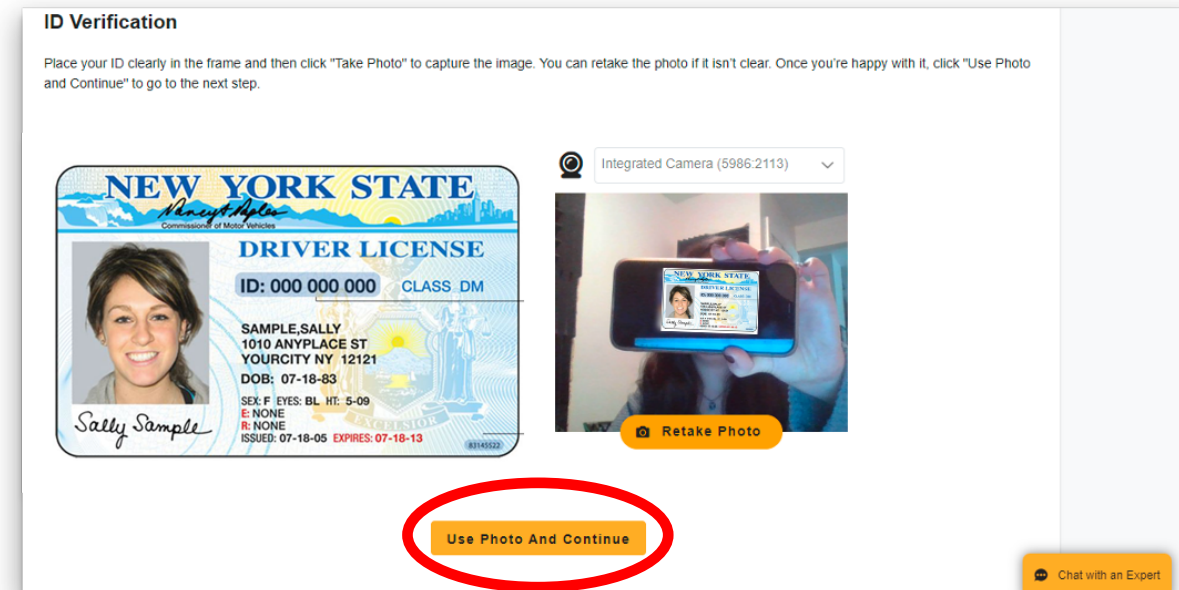 ID Verification
Place your ID clearly in the frame and then click "Take Photo" to capture the image. You can retake the photo if it isn't clear. Once you're happy with it, click "Use Photo
and Continue" to go to the next step.
Integrated Camera (5986:2113)
NEW YORK STATE
Commissioner of Motor Vehicles
DRIVER LICENSE
ID: 000 000 000 CLASS DM
SAMPLE,SALLY
1010 ANYPLACE ST
YOURCITY NY 12121
DOB: 07-18-83
SEX: F EYES: BL HT: 5-09
E: NONE
R: NONE
ISSUED: 07-18-05 EXPIRES: 07-18-13
EXCELSIOR
Sally Sample
83145522
NEW YORK STATE
DRIVER LICENSE
Retake Photo
Use Photo And Continue
Chat with an Expert